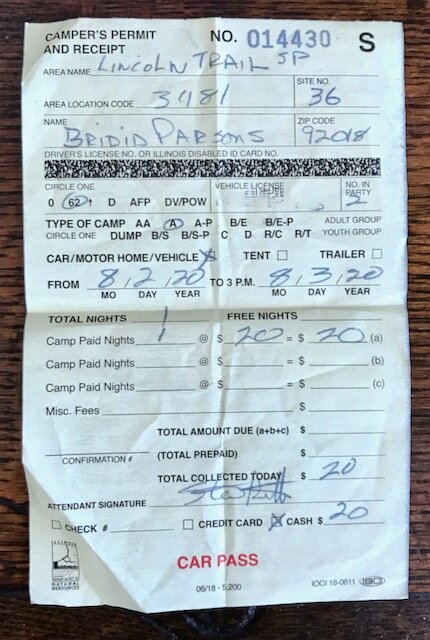 CAMPER'S PERMIT AND RECEIPT NO. 014430 S
AREA NAME LINCOLN TRAIL SP
AREA LOCATION CODE 3481 SITE NO. 36
NAME BRIDID PARSONS ZIP CODE 92018
DRIVER'S LICENSE NO. OR ILLINOIS DISABLED ID CARD NO.
CIRCLE ONE VEHICLE LICENSE NO. IN PARTY
0 62+ D AFP DV/POW 2
TYPE OF CAMP AA A A-P B/E B/E-P ADULT GROUP
CIRCLE ONE DUMP B/S B/S-P C D R/C R/T YOUTH GROUP
CAR/MOTOR HOME/VEHICLE X TENT TRAILER
FROM 8 2 20 TO 3 P.M. 8 3 20
MO DAY YEAR MO DAY YEAR
TOTAL NIGHTS 1 FREE NIGHTS
Camp Paid Nights @ $ 20 = $ 20 (a)
Camp Paid Nights @ $ = $ (b)
Camp Paid Nights @ $ = $ (c)
Misc. Fees $
TOTAL AMOUNT DUE (a+b+c) $
CONFIRMATION # (TOTAL PREPAID) $
TOTAL COLLECTED TODAY $ 20
ATTENDANT SIGNATURE
CHECK # CREDIT CARD X CASH $ 20
CAR PASS
ILLINOIS
DEPARTMENT OF
NATURAL
RESOURCES
06/18 - 5,200 IOCI 18-0611